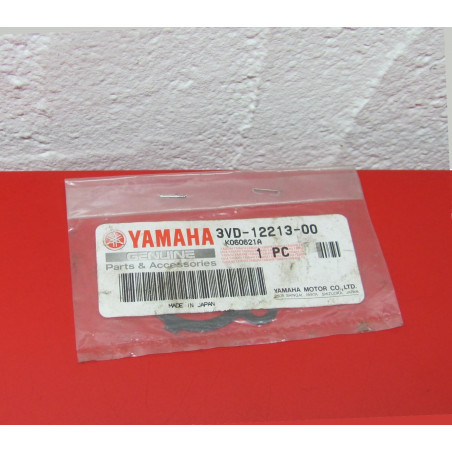 YAMAHA 3VD-12213-00
K060621A
GENUINE
Parts & Accessories
1 PC
MADE IN JAPAN
YAMAHA MOTOR CO., LTD.